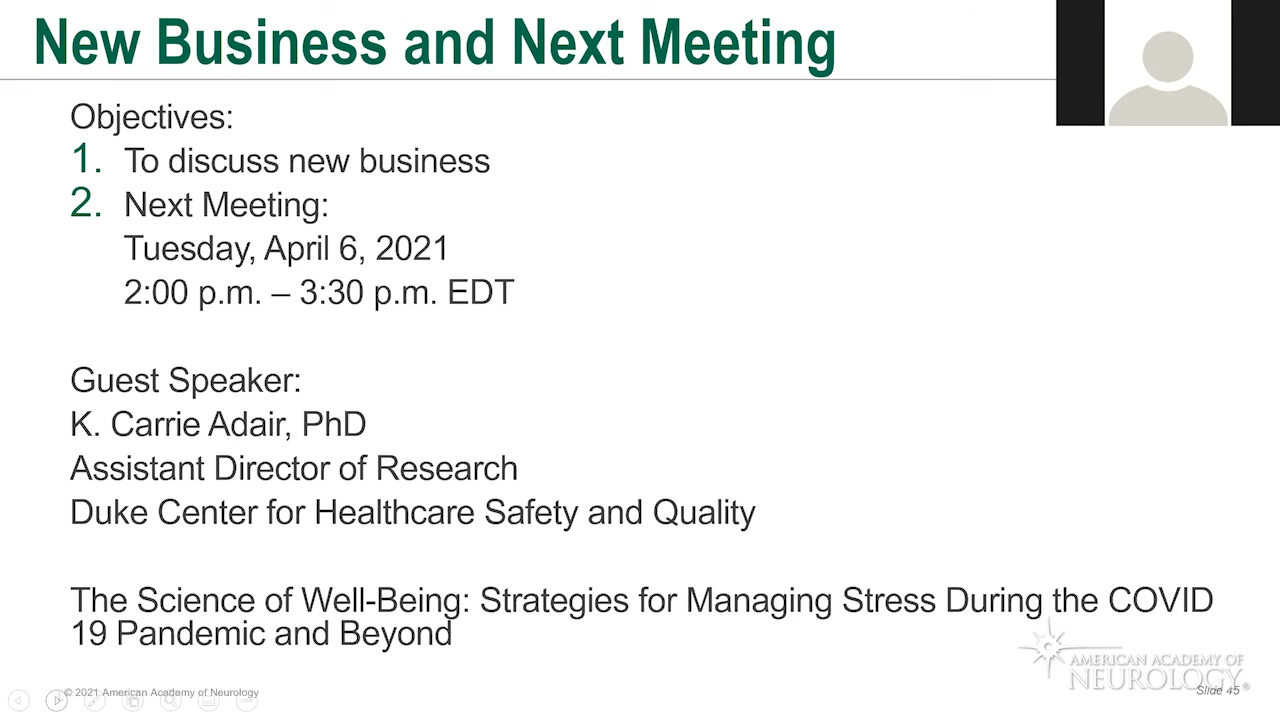 New Business and Next Meeting
Objectives:
1. To discuss new business
2. Next Meeting:
Tuesday, April 6, 2021
2:00 p.m. – 3:30 p.m. EDT
Guest Speaker:
K. Carrie Adair, PhD
Assistant Director of Research
Duke Center for Healthcare Safety and Quality
The Science of Well-Being: Strategies for Managing Stress During the COVID
19 Pandemic and Beyond
AMERICAN ACADEMY OF
NEUROLOGY®
© 2021 American Academy of Neurology
Slide 45